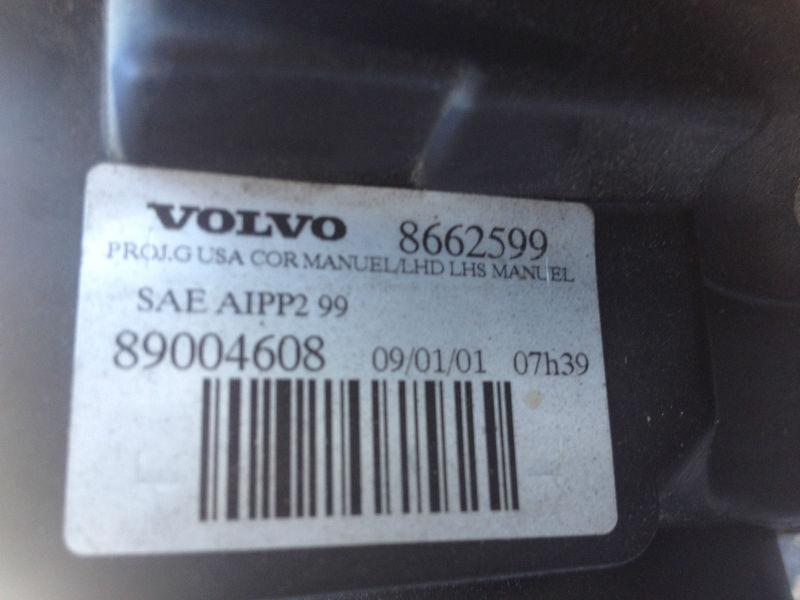 VOLVO 8662599
PROJ.G USA COR MANUEL/LHD LHS MANUEL
SAE AIPP2 99
89004608 09/01/01 07h39